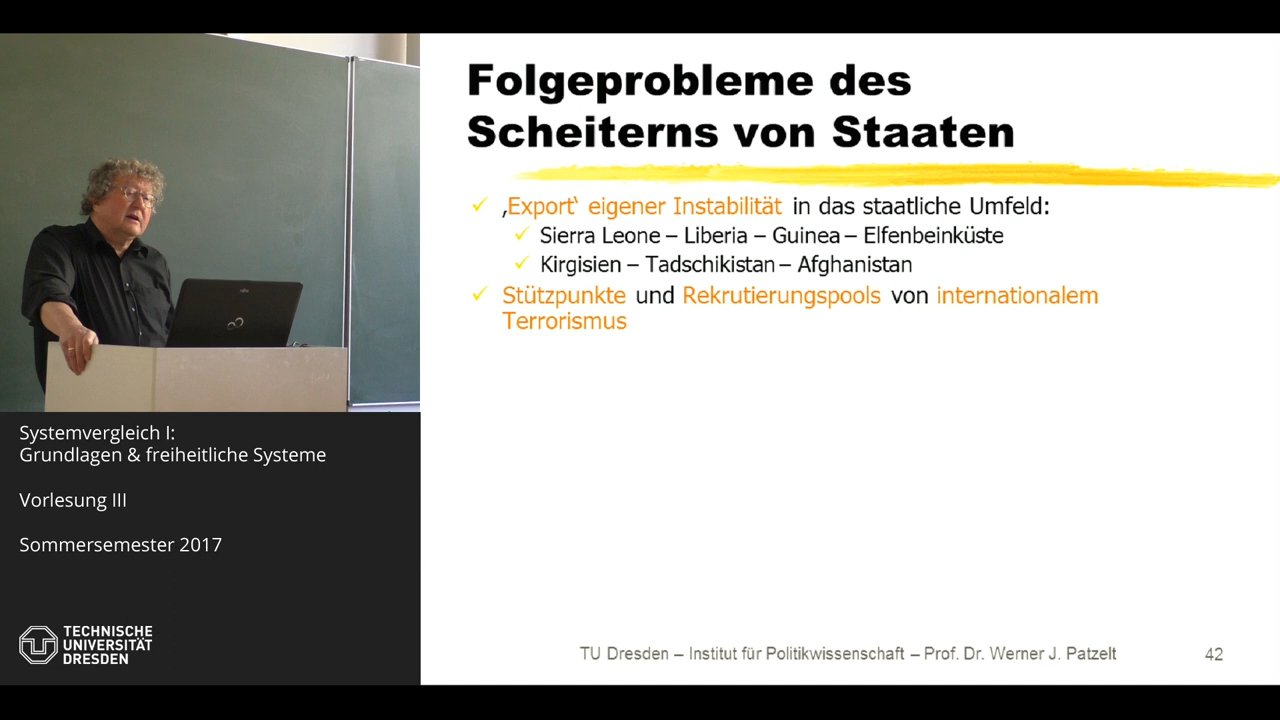 Folgeprobleme des
Scheiterns von Staaten
‚Export‘ eigener Instabilität in das staatliche Umfeld:
Sierra Leone – Liberia – Guinea – Elfenbeinküste
Kirgisien – Tadschikistan – Afghanistan
Stützpunkte und Rekrutierungspools von internationalem
Terrorismus
Systemvergleich I:
Grundlagen & freiheitliche Systeme
Vorlesung III
Sommersemester 2017
TECHNISCHE
UNIVERSITÄT
DRESDEN
TU Dresden – Institut für Politikwissenschaft – Prof. Dr. Werner J. Patzelt
42